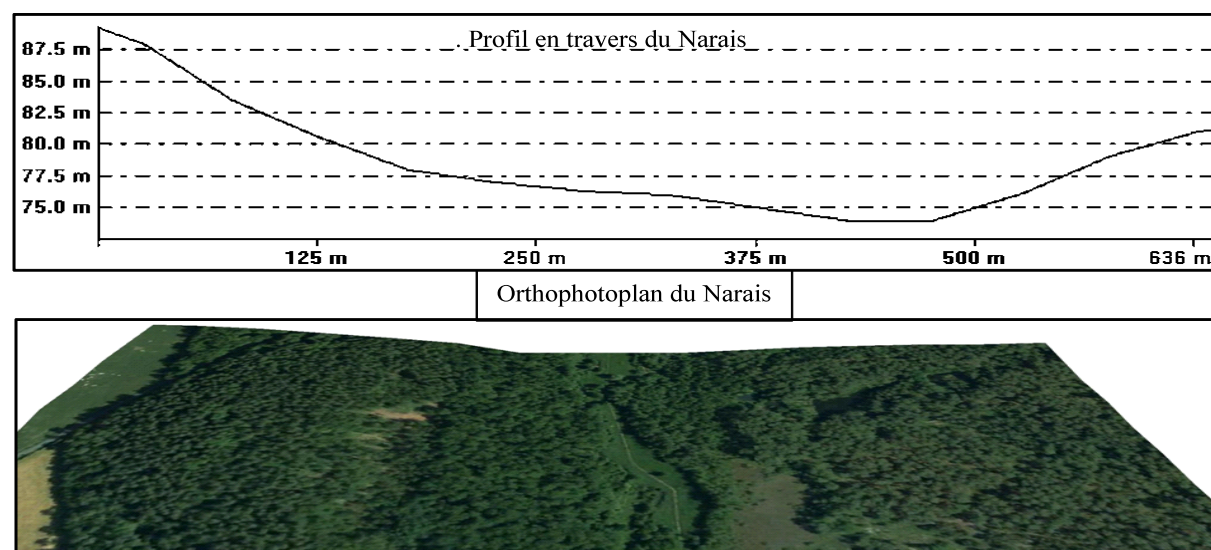 . Profil en travers du Narais
87.5 m
85.0 m
82.5 m
80.0 m
77.5 m
75.0 m
125 m 250 m 375 m 500 m 636 m
Orthophotoplan du Narais